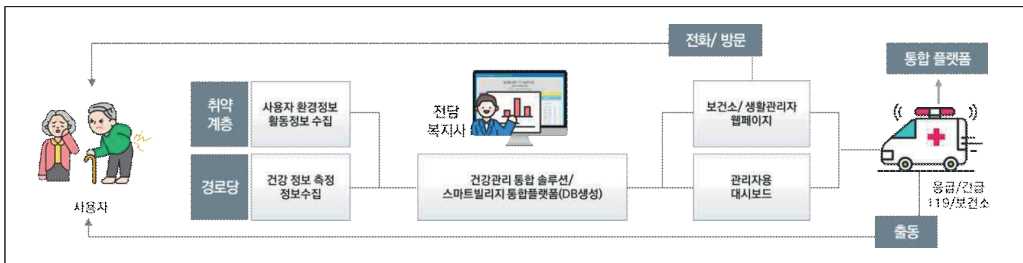 전화/ 방문
통합 플랫폼
취약
계층
사용자 환경정보
활동정보 수집
전담
복지사
보건소/ 생활관리자
웹페이지
경로당
건강 정보 측정
정보수집
건강관리 통합 솔루션/
스마트빌리지 통합플랫폼(DB생성)
관리자용
대시보드
사용자
응급/긴급
119/보건소
출동